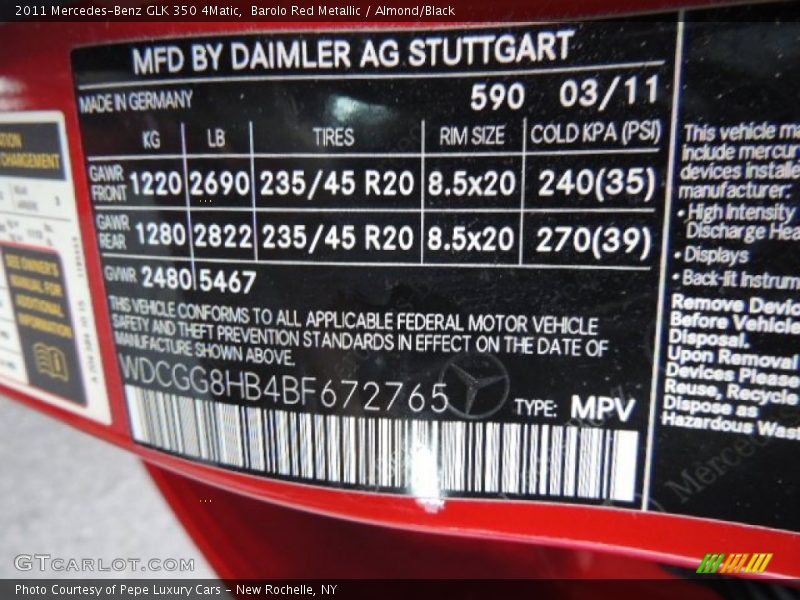 2011 Mercedes-Benz GLK 350 4Matic, Barolo Red Metallic / Almond/Black
MFD BY DAIMLER AG STUTTGART
MADE IN GERMANY 590 03/11
KG LB TIRES RIM SIZE COLD KPA (PSI)
GAWR FRONT 1220 2690 235/45 R20 8.5x20 240(35)
GAWR REAR 1280 2822 235/45 R20 8.5x20 270(39)
GVWR 2480 5467
THIS VEHICLE CONFORMS TO ALL APPLICABLE FEDERAL MOTOR VEHICLE
SAFETY AND THEFT PREVENTION STANDARDS IN EFFECT ON THE DATE OF
MANUFACTURE SHOWN ABOVE.
WDCGG8HB4BF672765
TYPE: MPV
This vehicle ma
include mercur
devices installe
manufacturer:
• High Intensity
Discharge Hea
• Displays
• Back-lit Instrum
Remove Devic
Before Vehicle
Disposal.
Upon Removal
Devices Please
Reuse, Recycle
Dispose as
Hazardous Wast
CHARGEMENT
SEE OWNER'S
MANUAL FOR
ADDITIONAL
INFORMATION
GTCARLOT.COM
Photo Courtesy of Pepe Luxury Cars - New Rochelle, NY